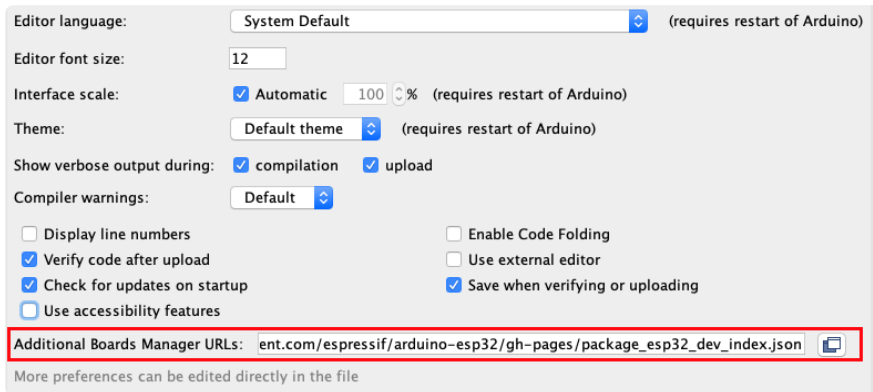 Editor language: System Default (requires restart of Arduino)
Editor font size: 12
Interface scale: Automatic 100 % (requires restart of Arduino)
Theme: Default theme (requires restart of Arduino)
Show verbose output during: compilation upload
Compiler warnings: Default
Display line numbers Enable Code Folding
Verify code after upload Use external editor
Check for updates on startup Save when verifying or uploading
Use accessibility features
Additional Boards Manager URLs: ent.com/espressif/arduino-esp32/gh-pages/package_esp32_dev_index.json
More preferences can be edited directly in the file